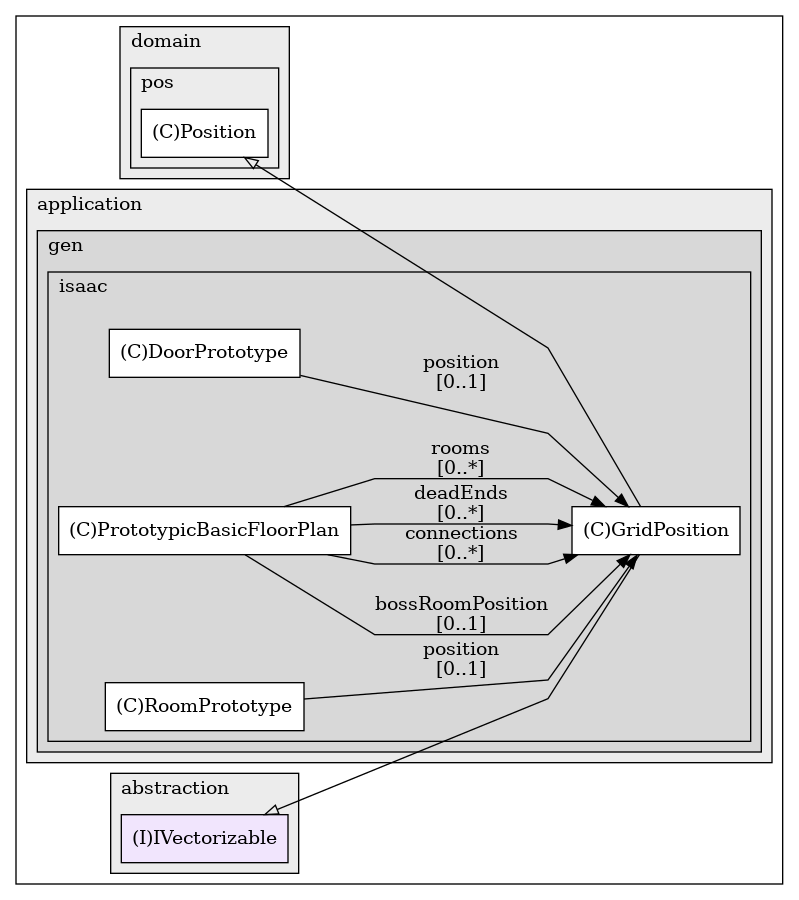 domain
pos
(C)Position
application
gen
isaac
(C)DoorPrototype
position
[0..1]
rooms
[0..*]
deadEnds
[0..*]
connections
[0..*]
(C)PrototypicBasicFloorPlan
(C)GridPosition
bossRoomPosition
[0..1]
position
[0..1]
(C)RoomPrototype
abstraction
(I)IVectorizable